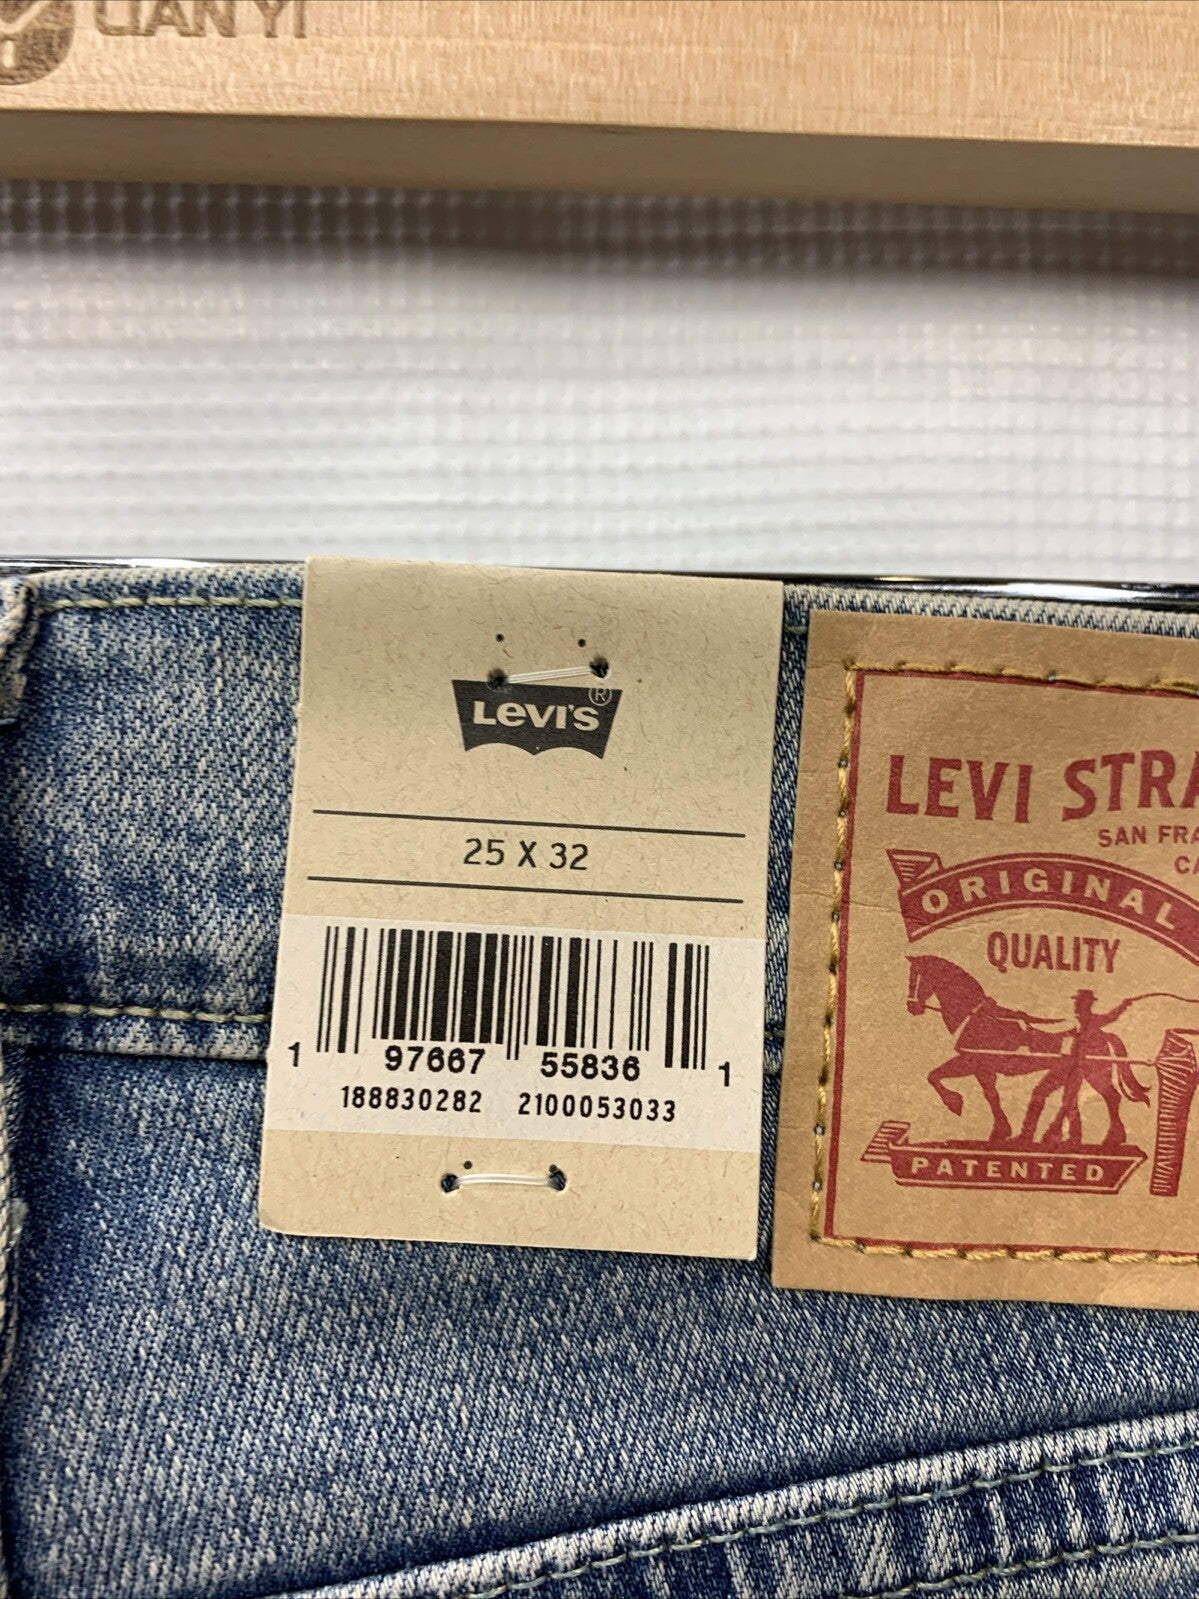 LIAN YI
LEVI'S®
25 X 32
1 97667 55836 1
188830282 2100053033
LEVI STRA
SAN FRA
CA
ORIGINAL
QUALITY
PATENTED